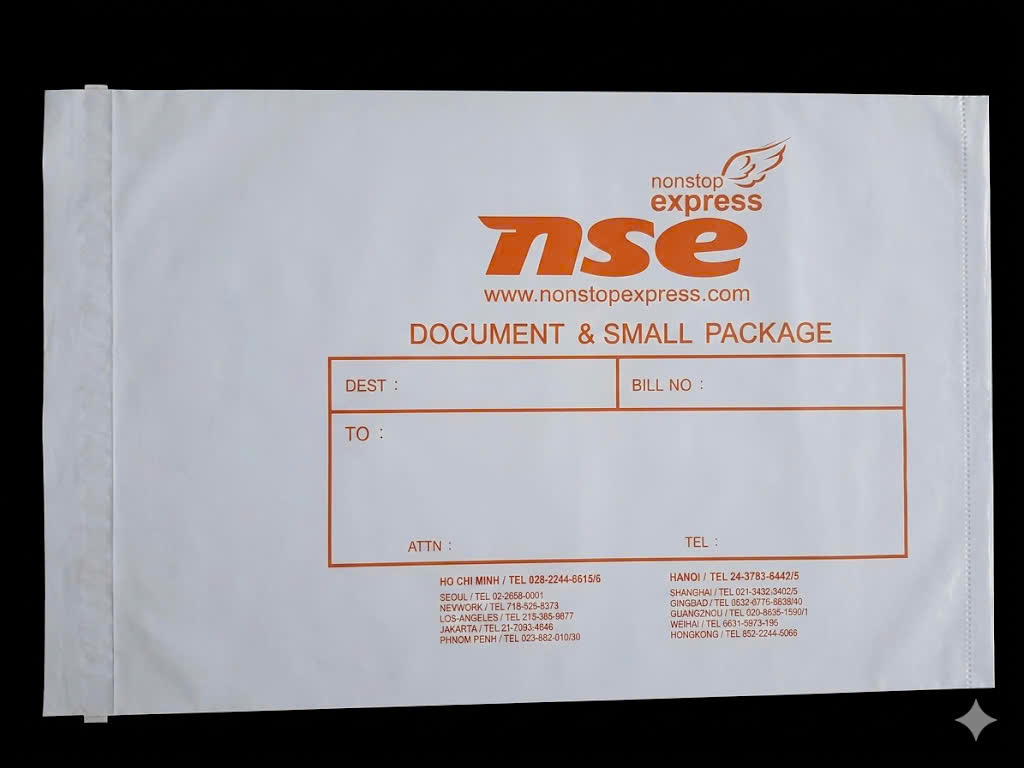 nonstop
express
nse
www.nonstopexpress.com
DOCUMENT & SMALL PACKAGE
DEST :
BILL NO :
TO :
ATTN :
TEL :
HO CHI MINH / TEL 028-2244-6615/6
SEOUL / TEL 02-2658-0001
NEVWORK / TEL 718-525-8373
LOS-ANGELES / TEL 215-385-9877
JAKARTA / TEL 21-7093-4646
PHNOM PENH / TEL 023-882-010/30
HANOI / TEL 24-3783-6442/5
SHANGHAI / TEL 021-3432-3402/5
GINGBAD / TEL 0532-6776-8838/40
GUANGZHOU / TEL 020-8635-1590/1
WEIHAI / TEL 6631-5973-195
HONGKONG / TEL 852-2244-5066